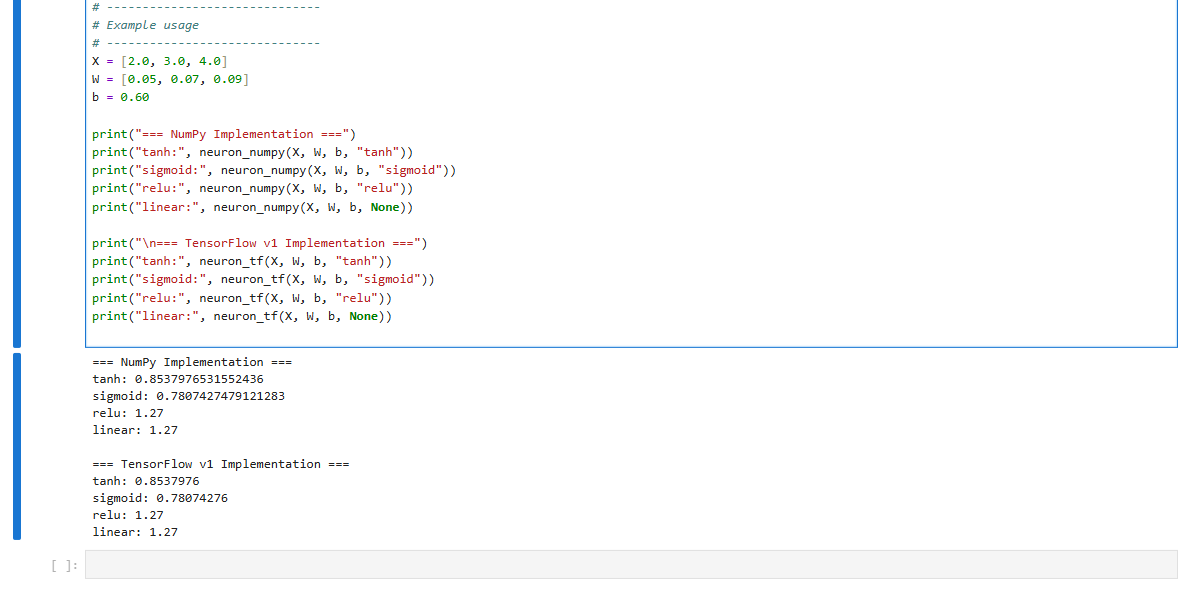 # ------------------------------
# Example usage
# ------------------------------
X = [2.0, 3.0, 4.0]
W = [0.05, 0.07, 0.09]
b = 0.60
print("=== NumPy Implementation ===")
print("tanh:", neuron_numpy(X, W, b, "tanh"))
print("sigmoid:", neuron_numpy(X, W, b, "sigmoid"))
print("relu:", neuron_numpy(X, W, b, "relu"))
print("linear:", neuron_numpy(X, W, b, None))
print("\n=== TensorFlow v1 Implementation ===")
print("tanh:", neuron_tf(X, W, b, "tanh"))
print("sigmoid:", neuron_tf(X, W, b, "sigmoid"))
print("relu:", neuron_tf(X, W, b, "relu"))
print("linear:", neuron_tf(X, W, b, None))
=== NumPy Implementation ===
tanh: 0.8537976531552436
sigmoid: 0.7807427479121283
relu: 1.27
linear: 1.27
=== TensorFlow v1 Implementation ===
tanh: 0.8537976
sigmoid: 0.78074276
relu: 1.27
linear: 1.27
[ ]: